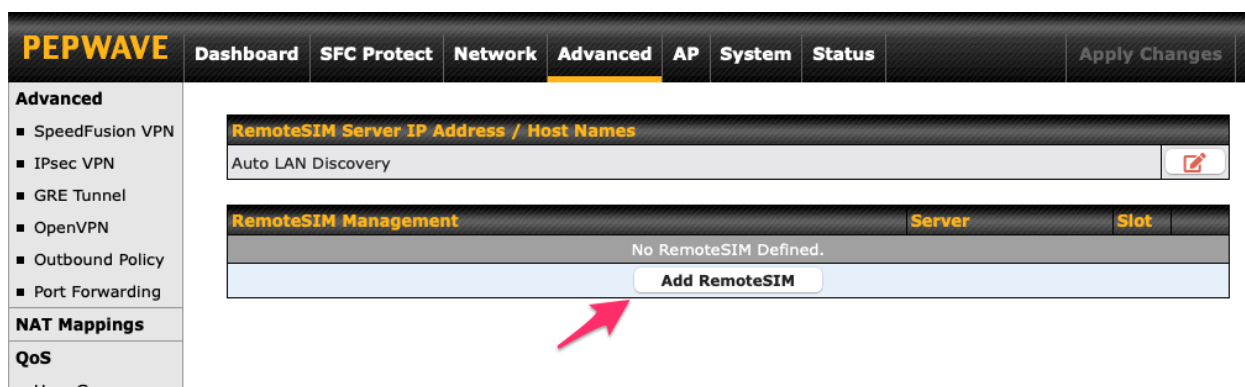 PEPWAVE Dashboard SFC Protect Network Advanced AP System Status Apply Changes
Advanced
SpeedFusion VPN
IPsec VPN
GRE Tunnel
OpenVPN
Outbound Policy
Port Forwarding
NAT Mappings
QoS
RemoteSIM Server IP Address / Host Names
Auto LAN Discovery
RemoteSIM Management Server Slot
No RemoteSIM Defined.
Add RemoteSIM